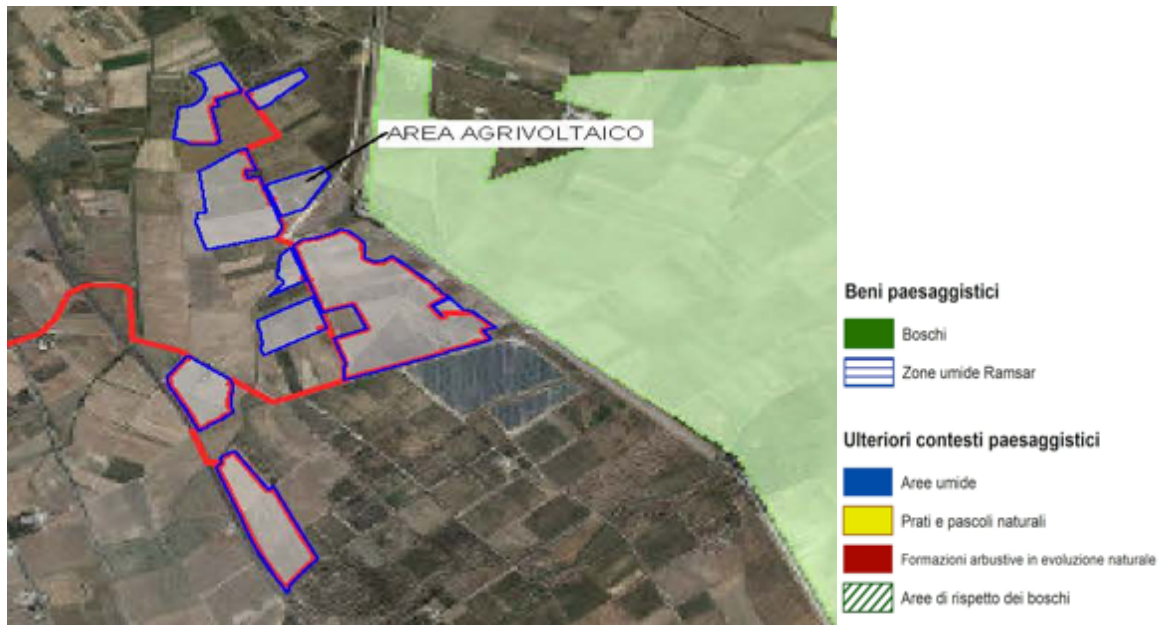 AREA AGRIVOLTAICO
Beni paesaggistici
Boschi
Zone umide Ramsar
Ulteriori contesti paesaggistici
Aree umide
Prati e pascoli naturali
Formazioni arbustive in evoluzione naturale
Aree di rispetto dei boschi